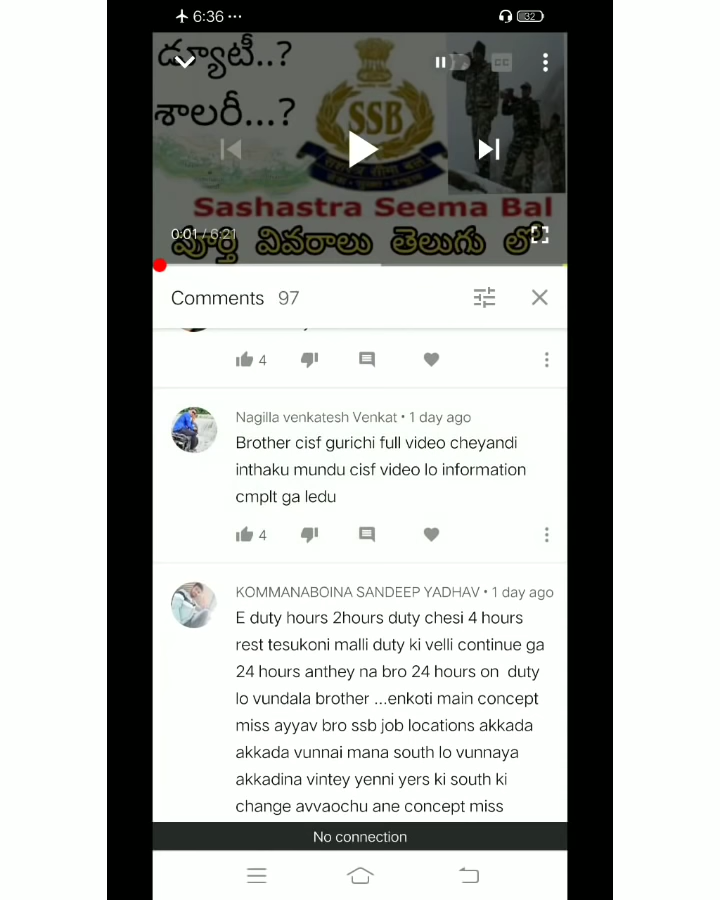 6:36
32
డ్యూటీ..?
CC
శాలరీ...?
SSB
Sashastra Seema Bal
0:01 / 6:21
పూర్తి వివరాలు తెలుగు లో
Comments 97
4
Nagilla venkatesh Venkat • 1 day ago
Brother cisf gurichi full video cheyandi
inthaku mundu cisf video lo information
cmplt ga ledu
4
KOMMANABOINA SANDEEP YADHAV • 1 day ago
E duty hours 2hours duty chesi 4 hours
rest tesukoni malli duty ki velli continue ga
24 hours anthey na bro 24 hours on duty
lo vundala brother ...enkoti main concept
miss ayyav bro ssb job locations akkada
akkada vunnai mana south lo vunnaya
akkadina vintey yenni yers ki south ki
change avvaochu ane concept miss
No connection